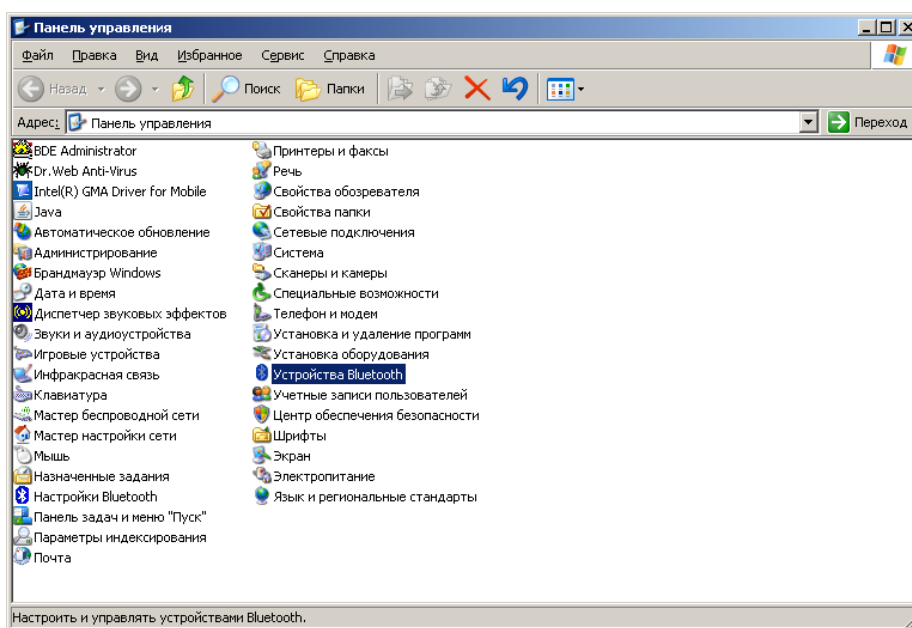 Панель управления
Файл Правка Вид Избранное Сервис Справка
Назад Поиск Папки
Адрес: Панель управления Переход
BDE Administrator
Dr.Web Anti-Virus
Intel(R) GMA Driver for Mobile
Java
Автоматическое обновление
Администрирование
Брандмауэр Windows
Дата и время
Диспетчер звуковых эффектов
Звуки и аудиоустройства
Игровые устройства
Инфракрасная связь
Клавиатура
Мастер беспроводной сети
Мастер настройки сети
Мышь
Назначенные задания
Настройки Bluetooth
Панель задач и меню "Пуск"
Параметры индексирования
Почта
Принтеры и факсы
Речь
Свойства обозревателя
Свойства папки
Сетевые подключения
Система
Сканеры и камеры
Специальные возможности
Телефон и модем
Установка и удаление программ
Установка оборудования
Устройства Bluetooth
Учетные записи пользователей
Центр обеспечения безопасности
Шрифты
Экран
Электропитание
Язык и региональные стандарты
Настроить и управлять устройствами Bluetooth.